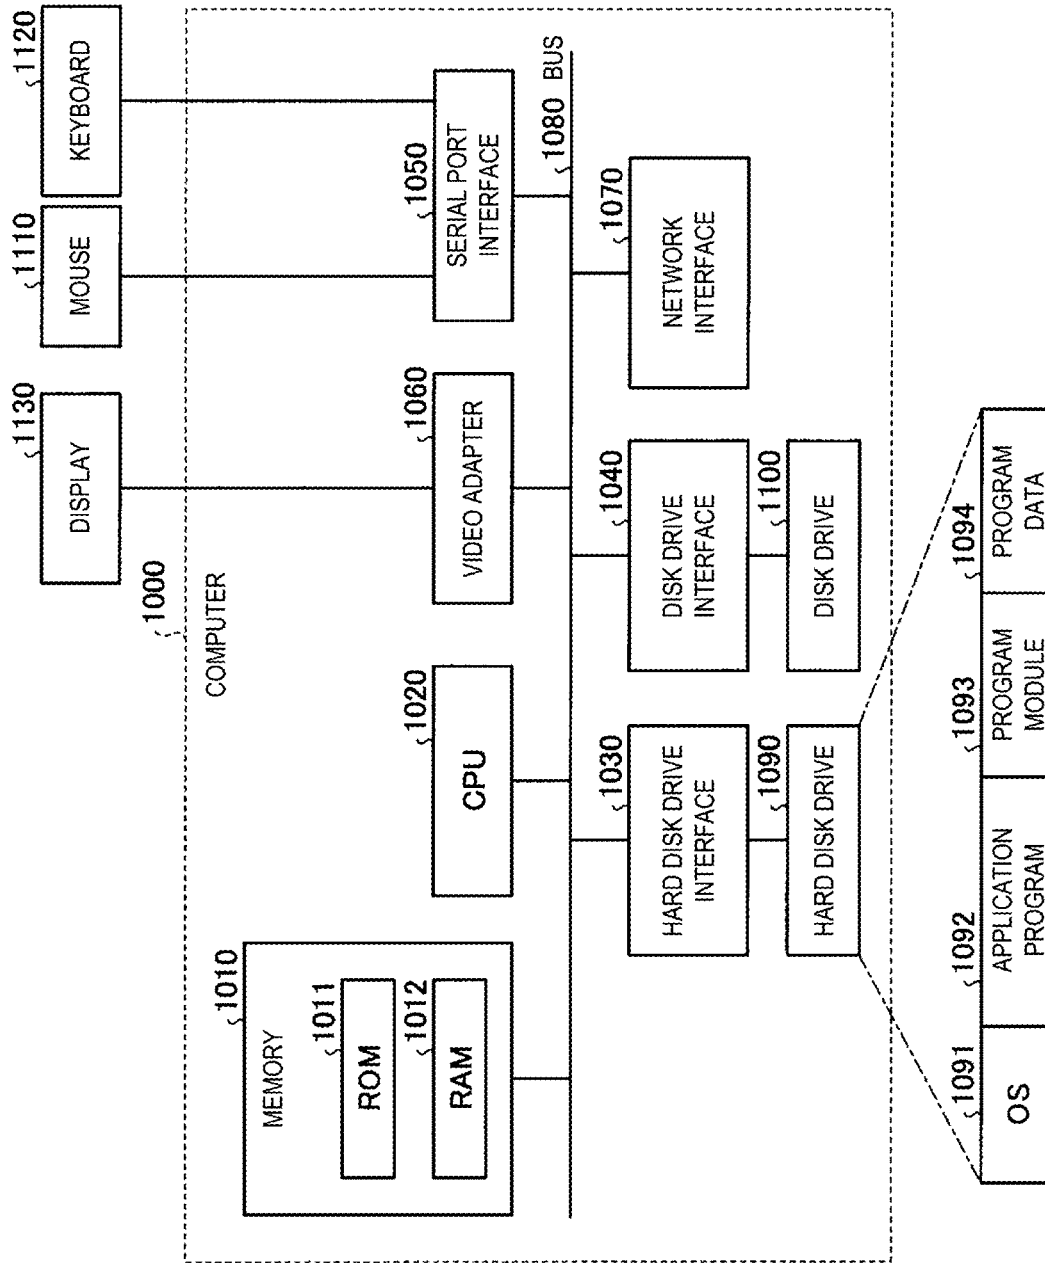 1130
DISPLAY
1110
MOUSE
1120
KEYBOARD
1000
COMPUTER
1010
MEMORY
1011
ROM
1012
RAM
1020
CPU
1060
VIDEO ADAPTER
1050
SERIAL PORT
INTERFACE
1080 BUS
1030
HARD DISK DRIVE
INTERFACE
1040
DISK DRIVE
INTERFACE
1070
NETWORK
INTERFACE
1090
HARD DISK DRIVE
1100
DISK DRIVE
1091
OS
1092
APPLICATION
PROGRAM
1093
PROGRAM
MODULE
1094
PROGRAM
DATA